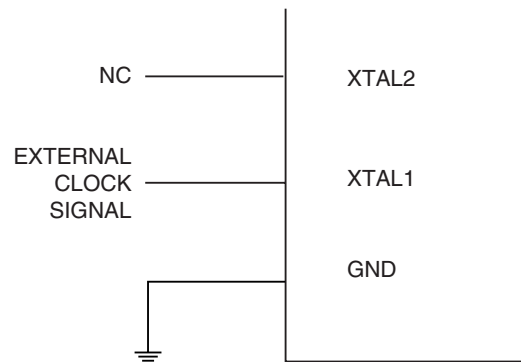 NC
XTAL2
EXTERNAL
CLOCK
SIGNAL
XTAL1
GND